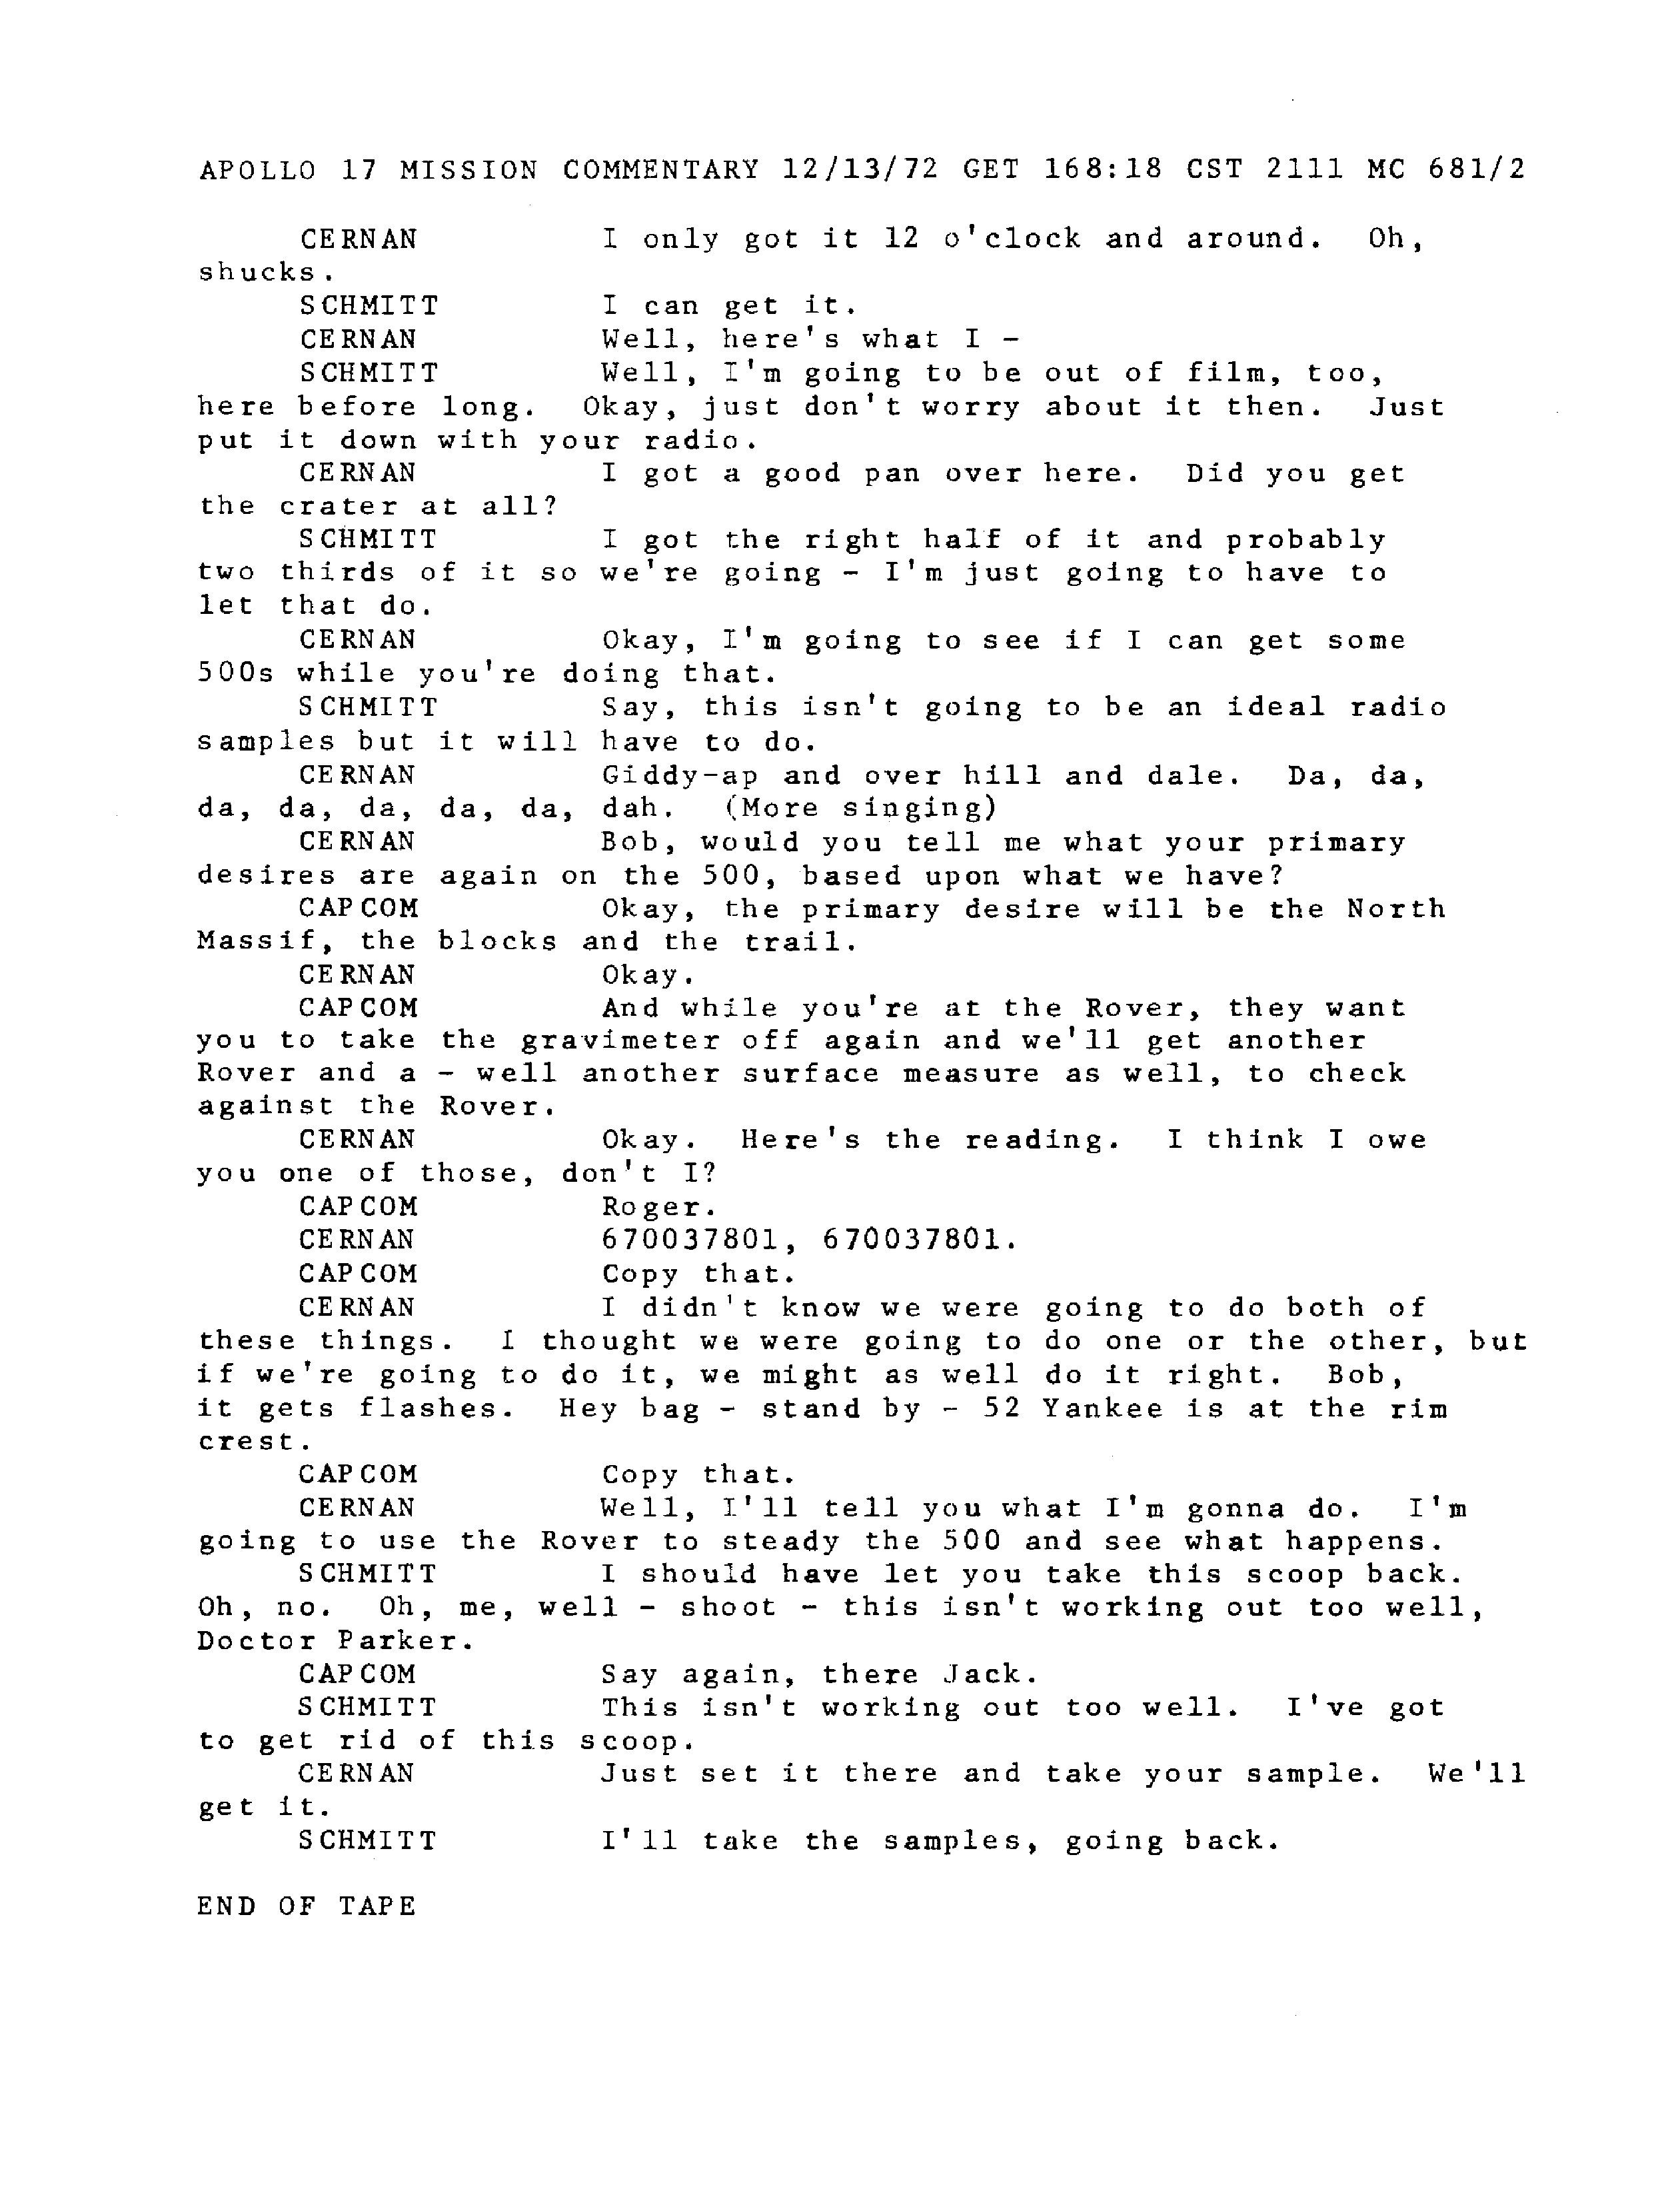 APOLLO 17 MISSION COMMENTARY 12/13/72 GET 168:18 CST 2111 MC 681/2
CERNAN I only got it 12 o'clock and around. Oh,
shucks.
SCHMITT I can get it.
CERNAN Well, here's what I -
SCHMITT Well, I'm going to be out of film, too,
here before long. Okay, just don't worry about it then. Just
put it down with your radio.
CERNAN I got a good pan over here. Did you get
the crater at all?
SCHMITT I got the right half of it and probably
two thirds of it so we're going - I'm just going to have to
let that do.
CERNAN Okay, I'm going to see if I can get some
500s while you're doing that.
SCHMITT Say, this isn't going to be an ideal radio
samples but it will have to do.
CERNAN Giddy-ap and over hill and dale. Da, da,
da, da, da, da, da, dah. (More singing)
CERNAN Bob, would you tell me what your primary
desires are again on the 500, based upon what we have?
CAPCOM Okay, the primary desire will be the North
Massif, the blocks and the trail.
CERNAN Okay.
CAPCOM And while you're at the Rover, they want
you to take the gravimeter off again and we'll get another
Rover and a - well another surface measure as well, to check
against the Rover.
CERNAN Okay. Here's the reading. I think I owe
you one of those, don't I?
CAPCOM Roger.
CERNAN 670037801, 670037801.
CAPCOM Copy that.
CERNAN I didn't know we were going to do both of
these things. I thought we were going to do one or the other, but
if we're going to do it, we might as well do it right. Bob,
it gets flashes. Hey bag - stand by - 52 Yankee is at the rim
crest.
CAPCOM Copy that.
CERNAN Well, I'll tell you what I'm gonna do. I'm
going to use the Rover to steady the 500 and see what happens.
SCHMITT I should have let you take this scoop back.
Oh, no. Oh, me, well - shoot - this isn't working out too well,
Doctor Parker.
CAPCOM Say again, there Jack.
SCHMITT This isn't working out too well. I've got
to get rid of this scoop.
CERNAN Just set it there and take your sample. We'll
get it.
SCHMITT I'll take the samples, going back.
END OF TAPE